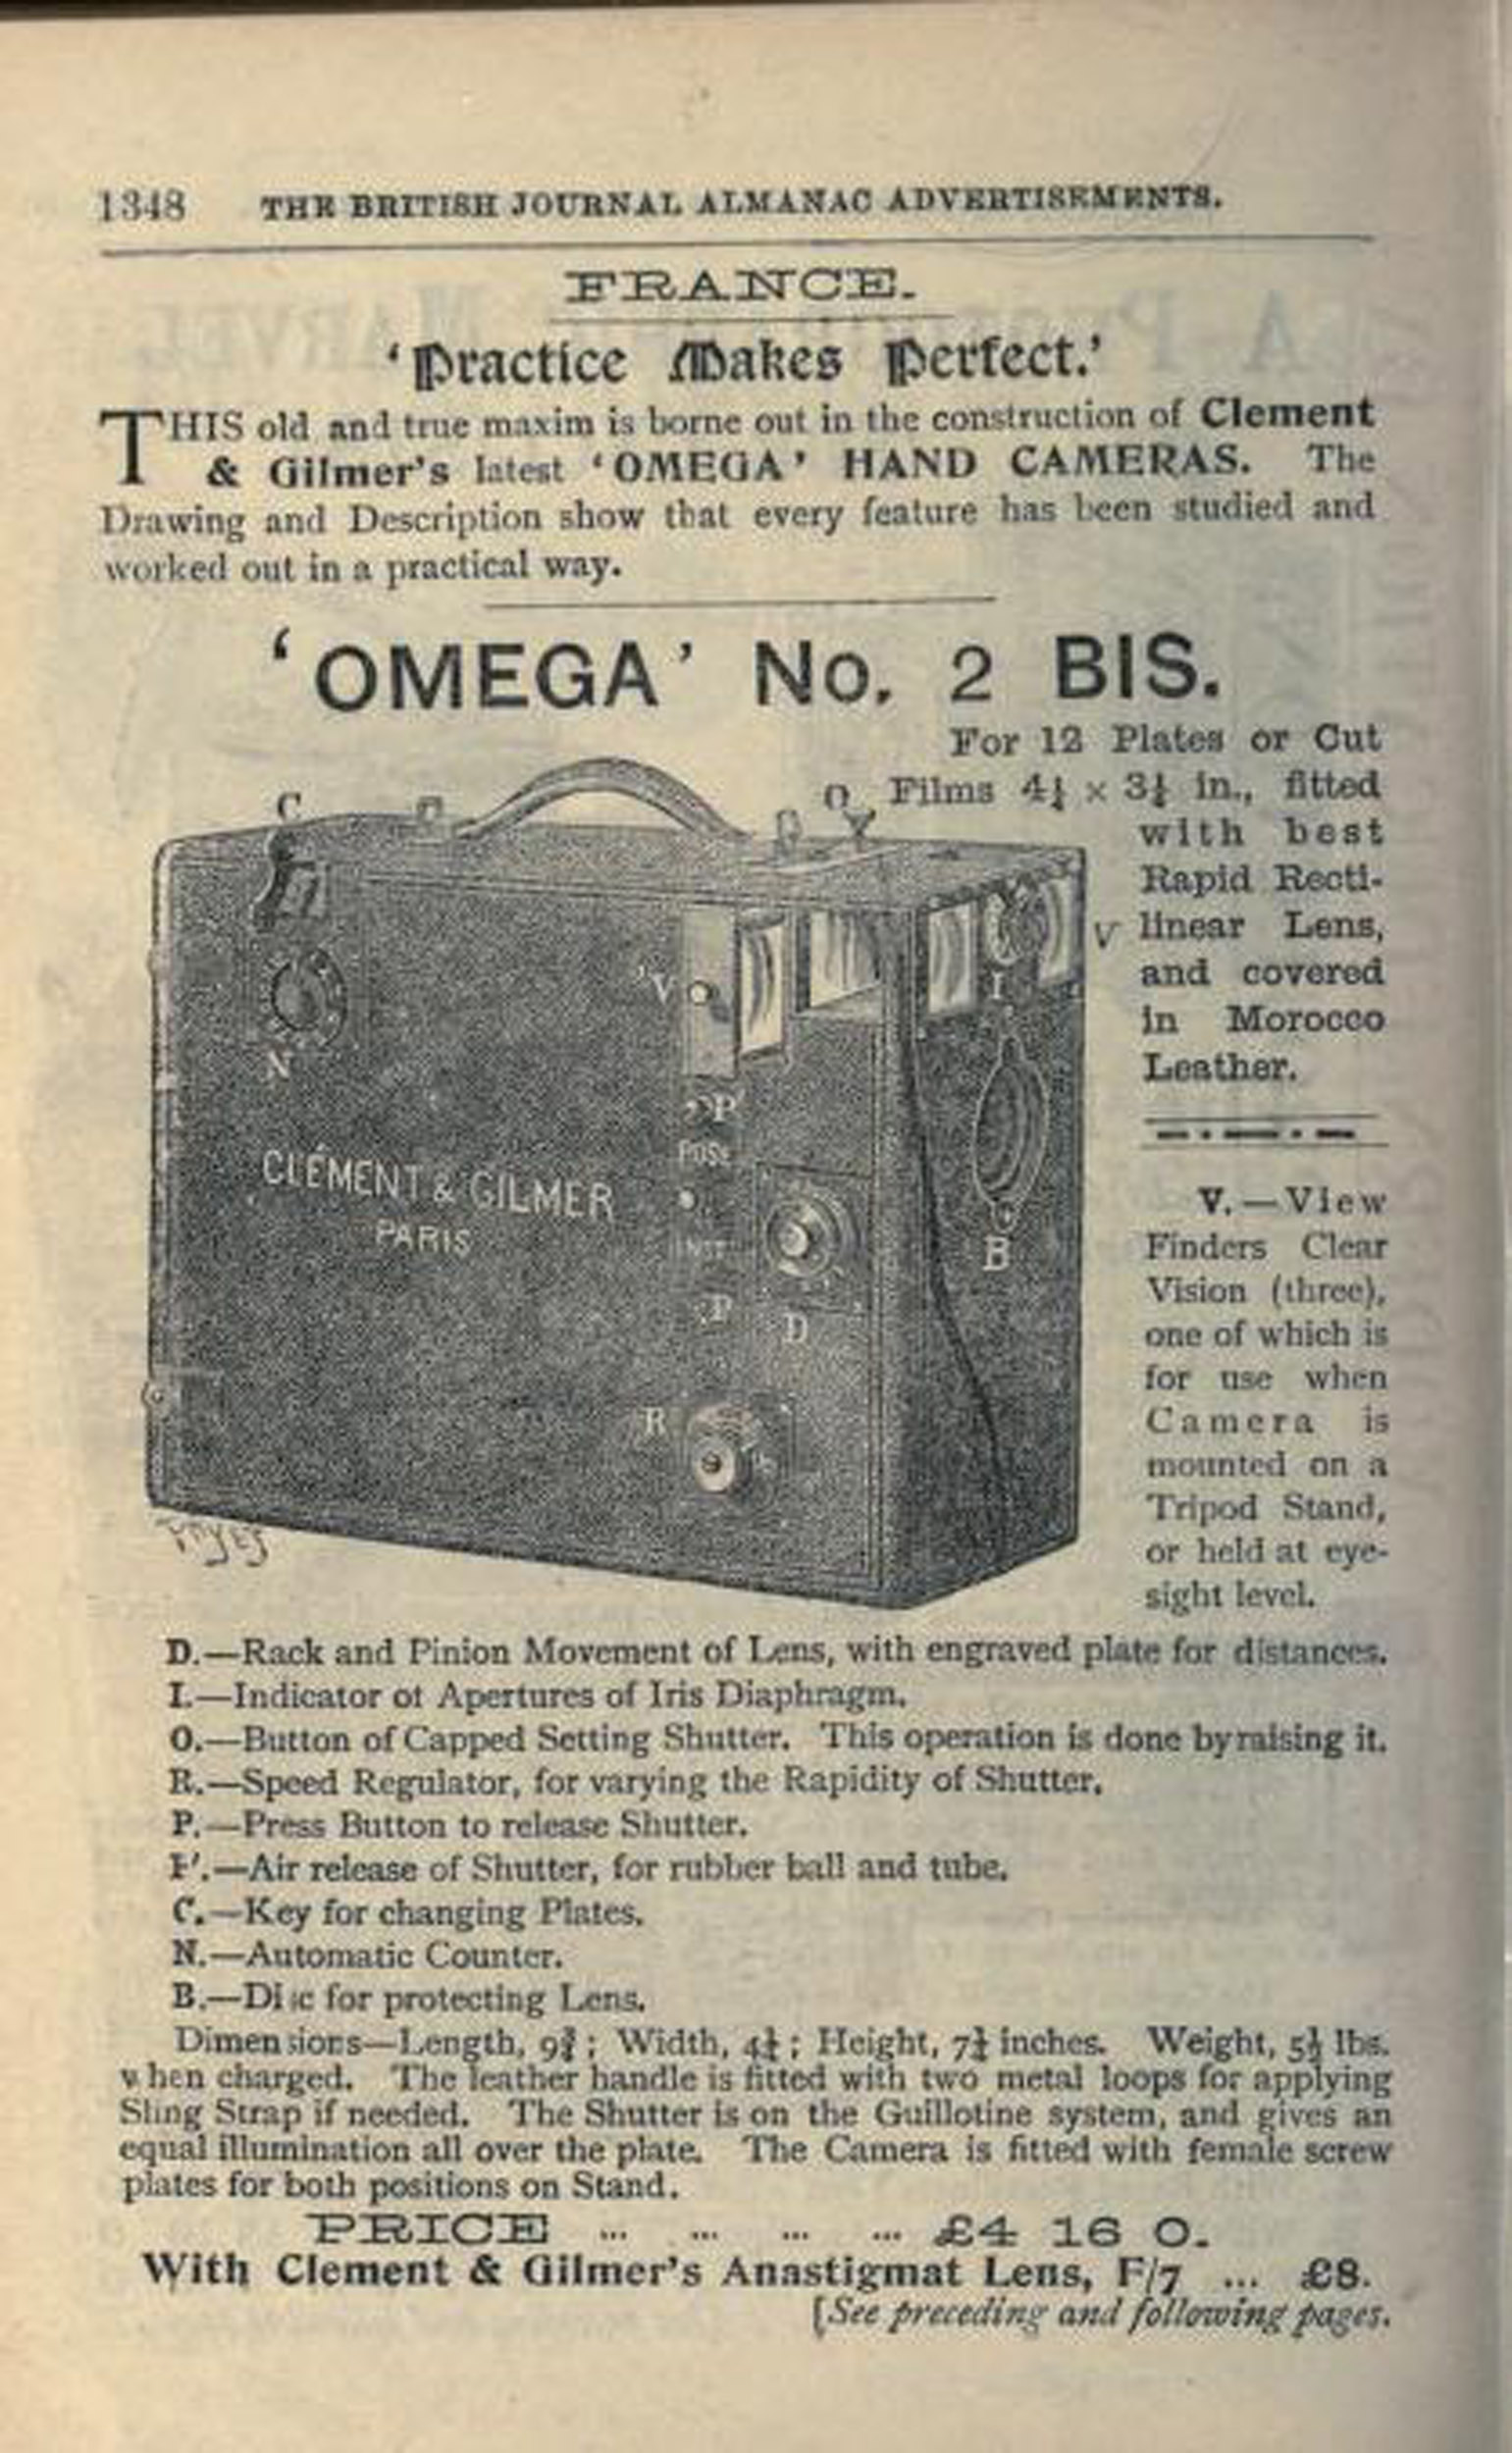 1348 THE BRITISH JOURNAL ALMANAC ADVERTISEMENTS.
FRANCE.
'Practice Makes Perfect.'
THIS old and true maxim is borne out in the construction of Clement
& Gilmer's latest 'OMEGA' HAND CAMERAS. The
Drawing and Description show that every feature has been studied and
worked out in a practical way.
'OMEGA' No. 2 BIS.
For 12 Plates or Cut
Films 4¼ × 3¼ in., fitted
with best
Rapid Recti-
linear Lens,
and covered
in Morocco
Leather.
C
O
V
'V
I
N
P'
POSE
CLÉMENT & GILMER
PARIS
INST
B
P
D
R
V.—View
Finders Clear
Vision (three),
one of which is
for use when
Camera is
mounted on a
Tripod Stand,
or held at eye-
sight level.
D.—Rack and Pinion Movement of Lens, with engraved plate for distances.
I.—Indicator of Apertures of Iris Diaphragm.
O.—Button of Capped Setting Shutter. This operation is done by raising it.
R.—Speed Regulator, for varying the Rapidity of Shutter.
P.—Press Button to release Shutter.
P'.—Air release of Shutter, for rubber ball and tube.
C.—Key for changing Plates.
N.—Automatic Counter.
B.—Disc for protecting Lens.
Dimensions—Length, 9¾; Width, 4¼; Height, 7¼ inches. Weight, 5½ lbs.
when charged. The leather handle is fitted with two metal loops for applying
Sling Strap if needed. The Shutter is on the Guillotine system, and gives an
equal illumination all over the plate. The Camera is fitted with female screw
plates for both positions on Stand.
PRICE ... ... ... ... £4 16 0.
With Clement & Gilmer's Anastigmat Lens, F/7 ... £8.
[See preceding and following pages.